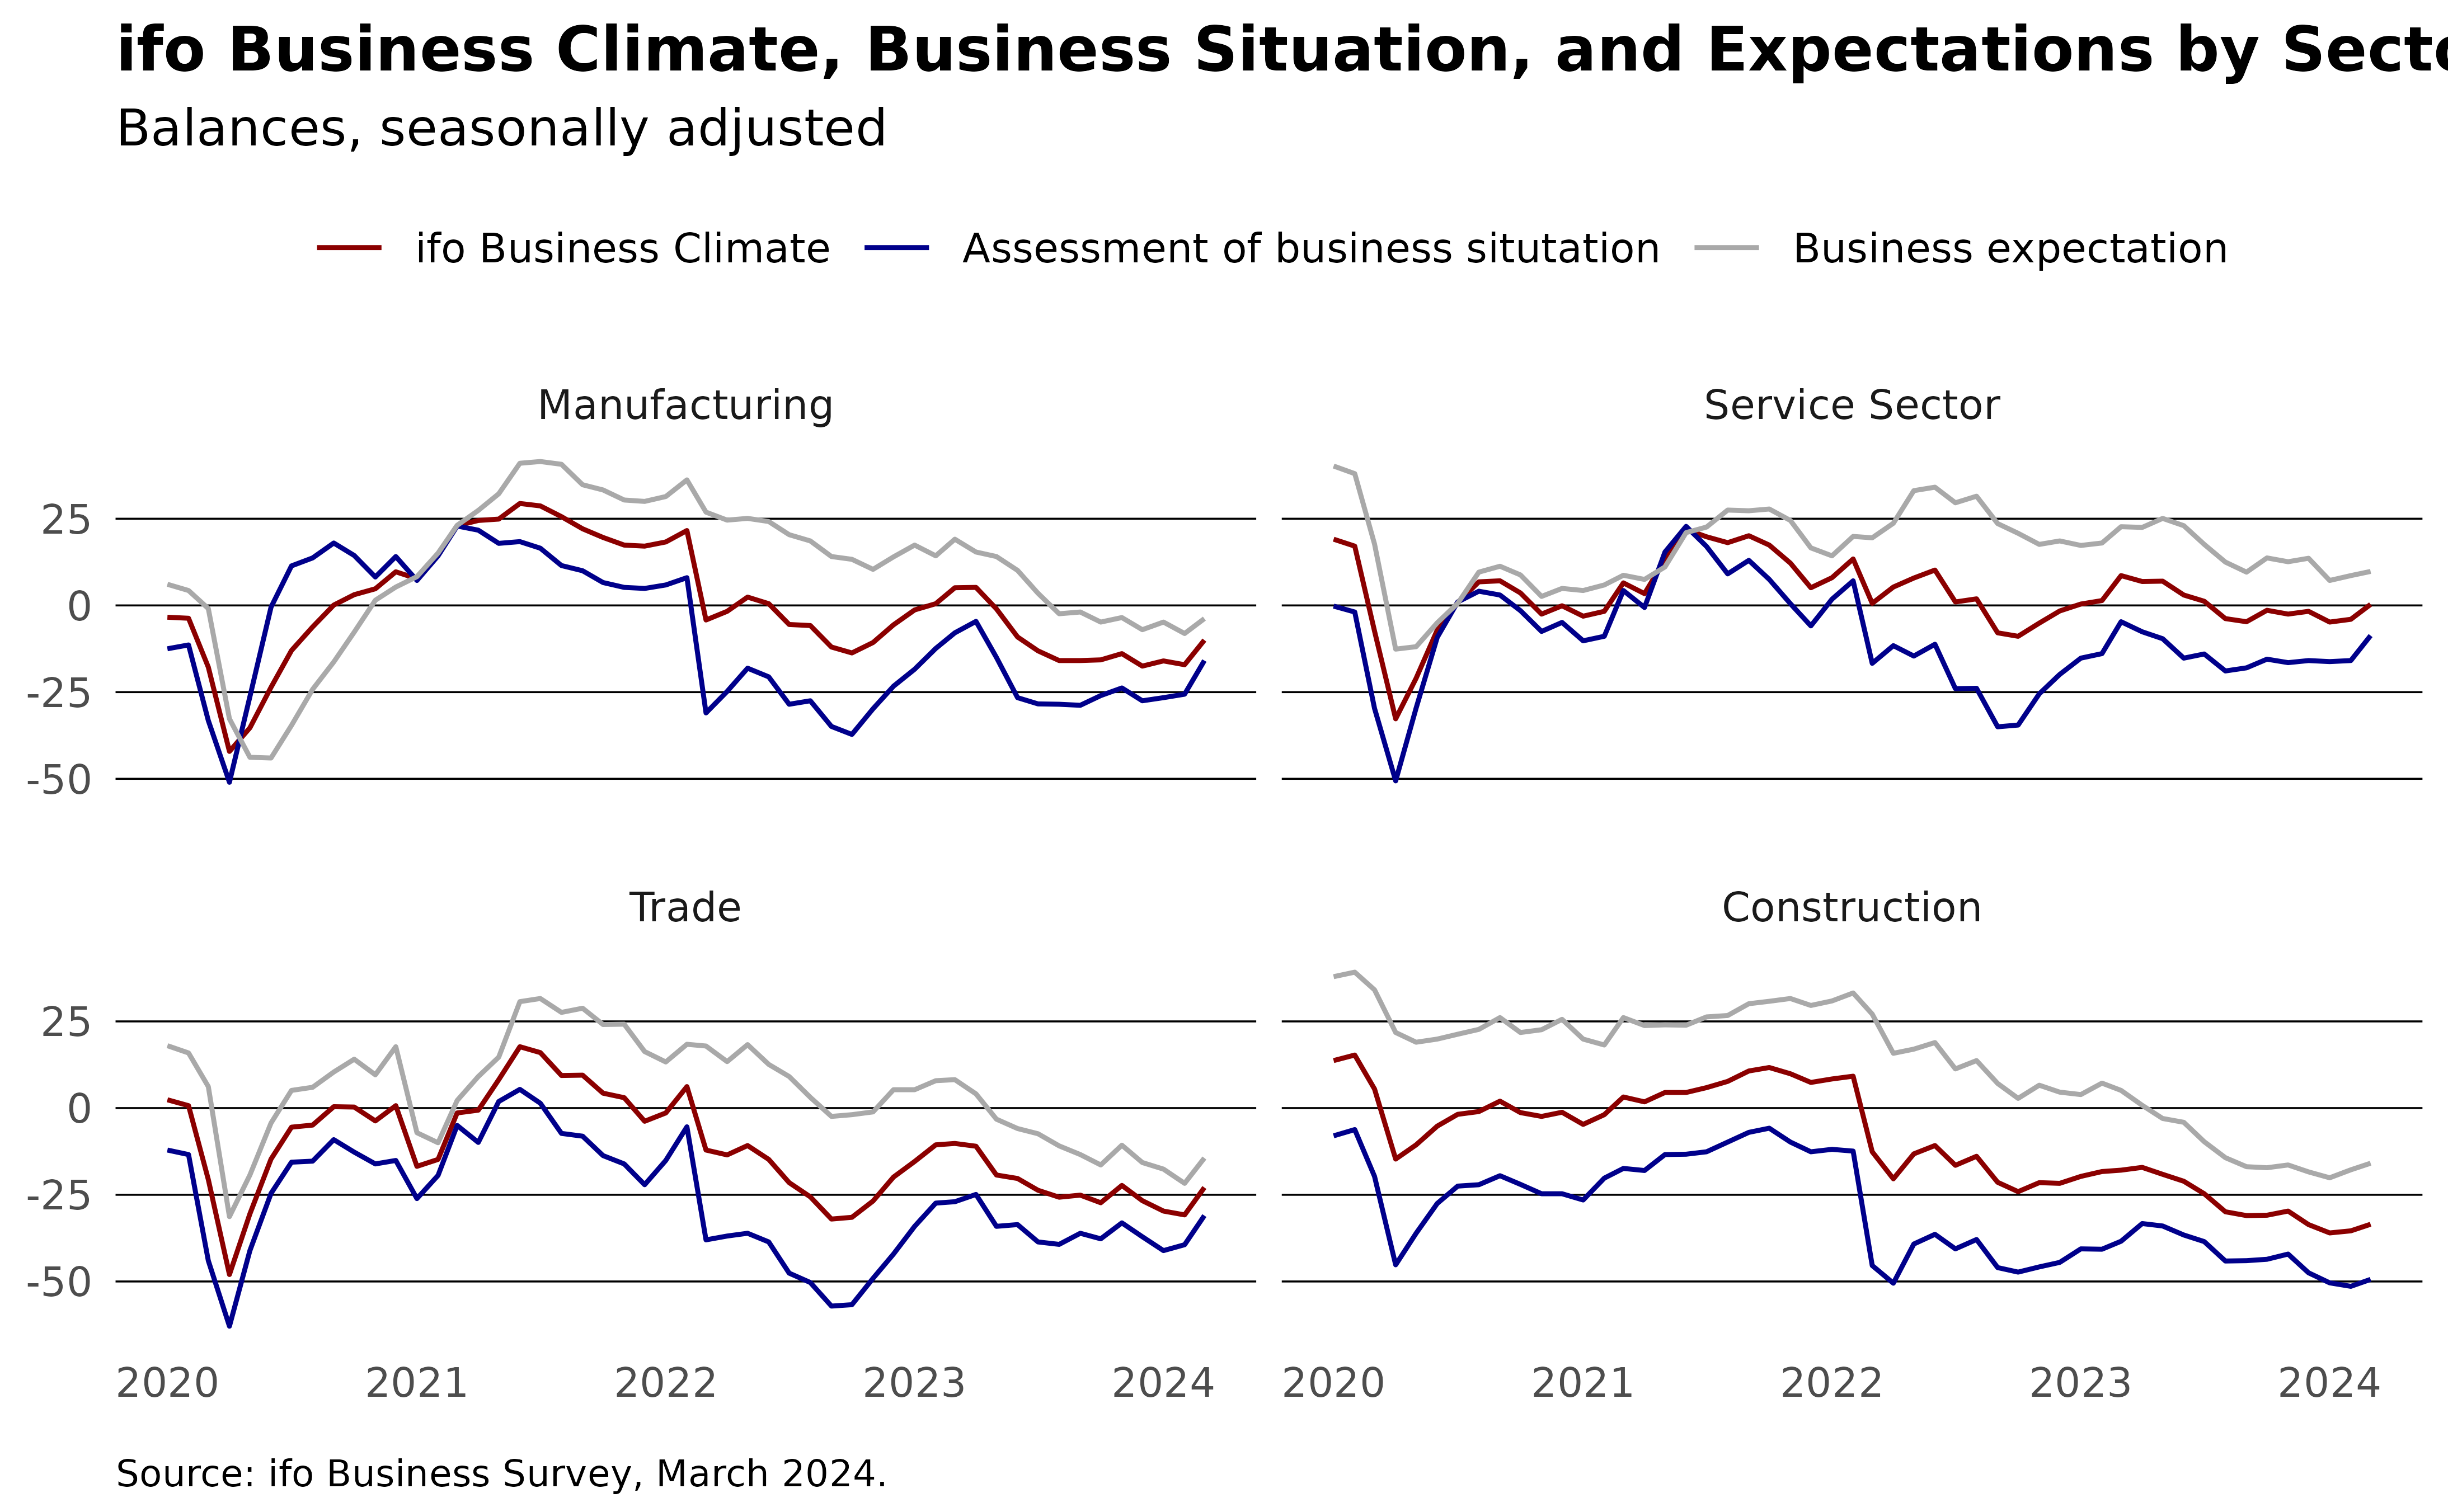 ifo Business Climate, Business Situation, and Expectations by Secto
Balances, seasonally adjusted
ifo Business Climate Assessment of business situtation Business expectation
Manufacturing Service Sector
25
0
-25
-50
Trade Construction
25
0
-25
-50
2020 2021 2022 2023 2024 2020 2021 2022 2023 2024
Source: ifo Business Survey, March 2024.